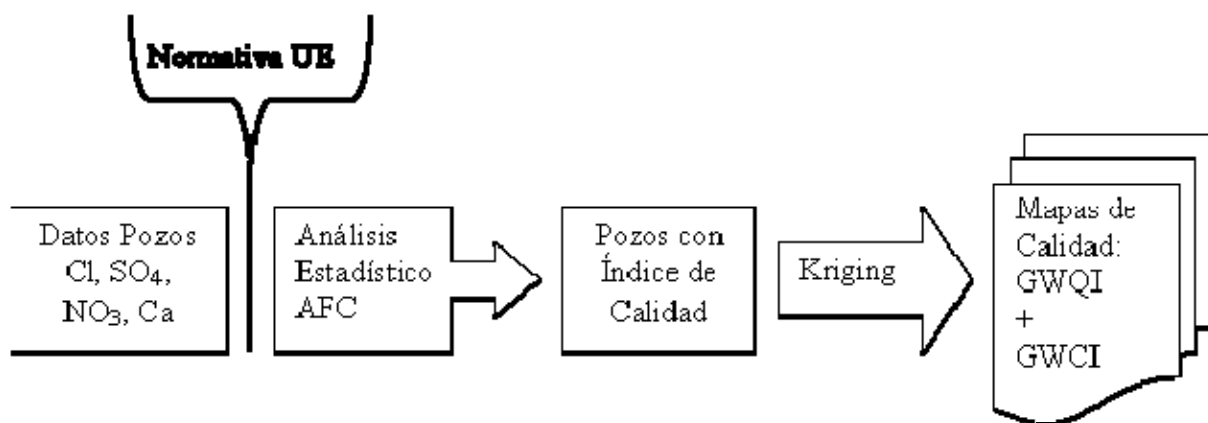 Normativa UE
Datos Pozos
Cl, SO₄,
NO₃, Ca
Análisis
Estadístico
AFC
Pozos con
Índice de
Calidad
Kriging
Mapas de
Calidad:
GWQI
+
GWCI